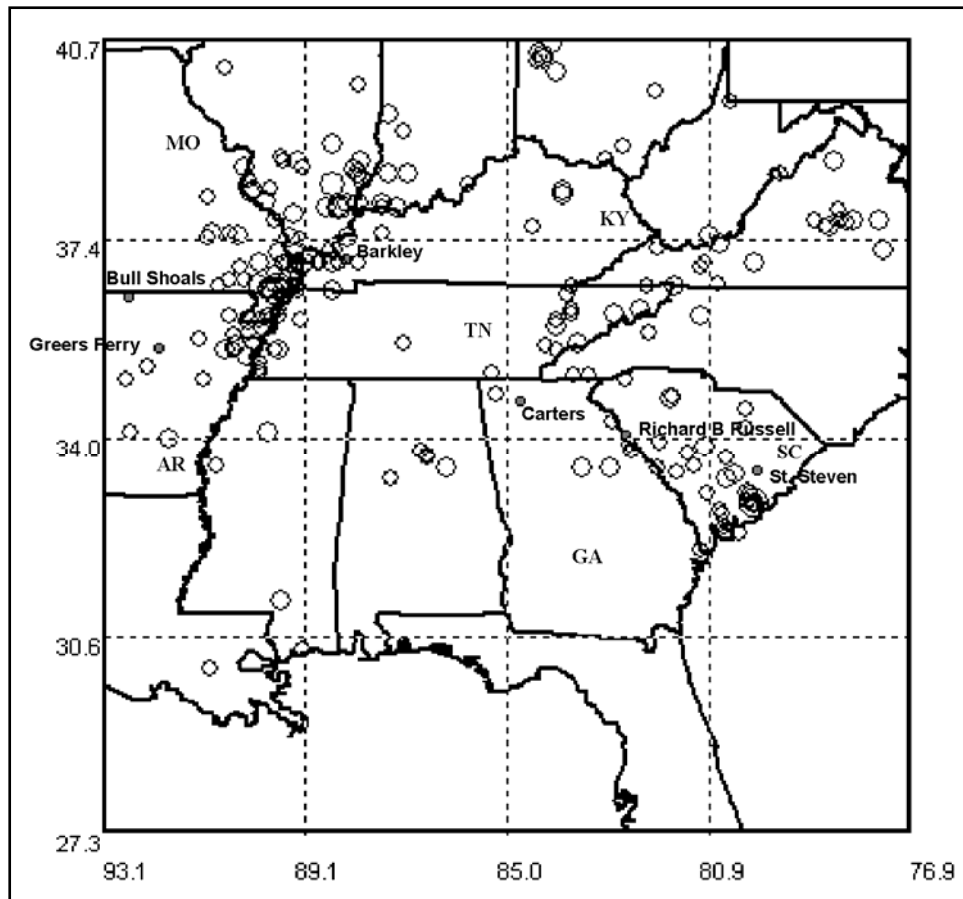 40.7
MO
KY
37.4
Barkley
Bull Shoals
TN
Greers Ferry
Carters
Richard B Russell
34.0
SC
AR
St. Steven
GA
30.6
27.3
93.1 89.1 85.0 80.9 76.9